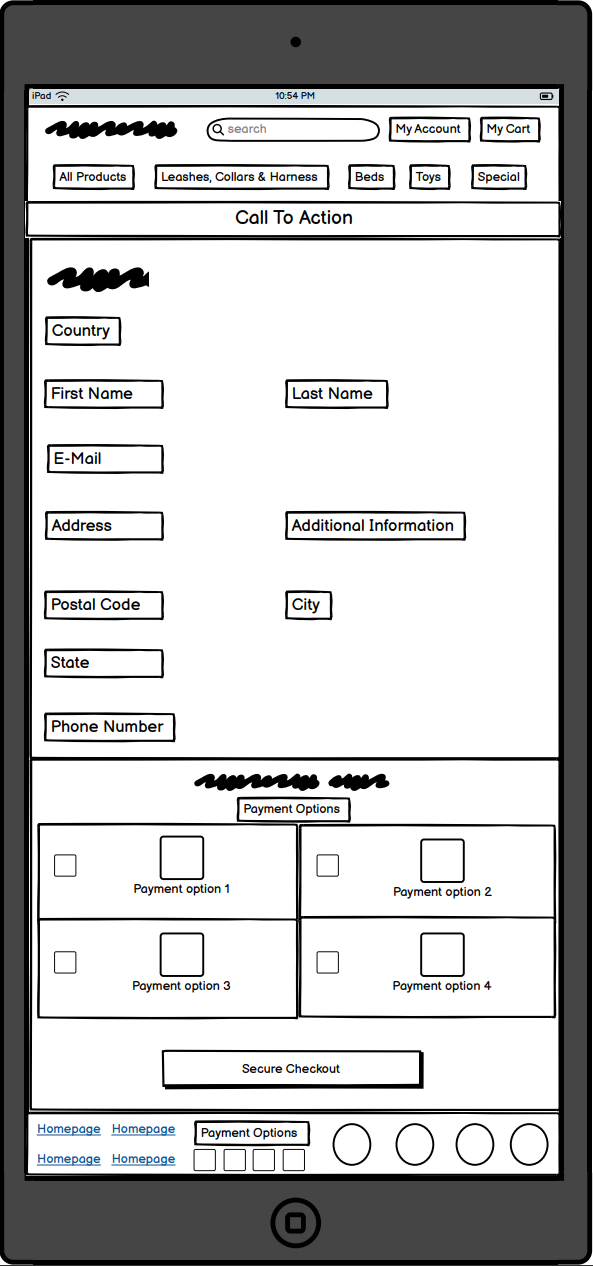 iPad 10:54 PM
search My Account My Cart
All Products Leashes, Collars & Harness Beds Toys Special
Call To Action
Country
First Name Last Name
E-Mail
Address Additional Information
Postal Code City
State
Phone Number
Payment Options
Payment option 1 Payment option 2
Payment option 3 Payment option 4
Secure Checkout
Homepage Homepage Payment Options
Homepage Homepage